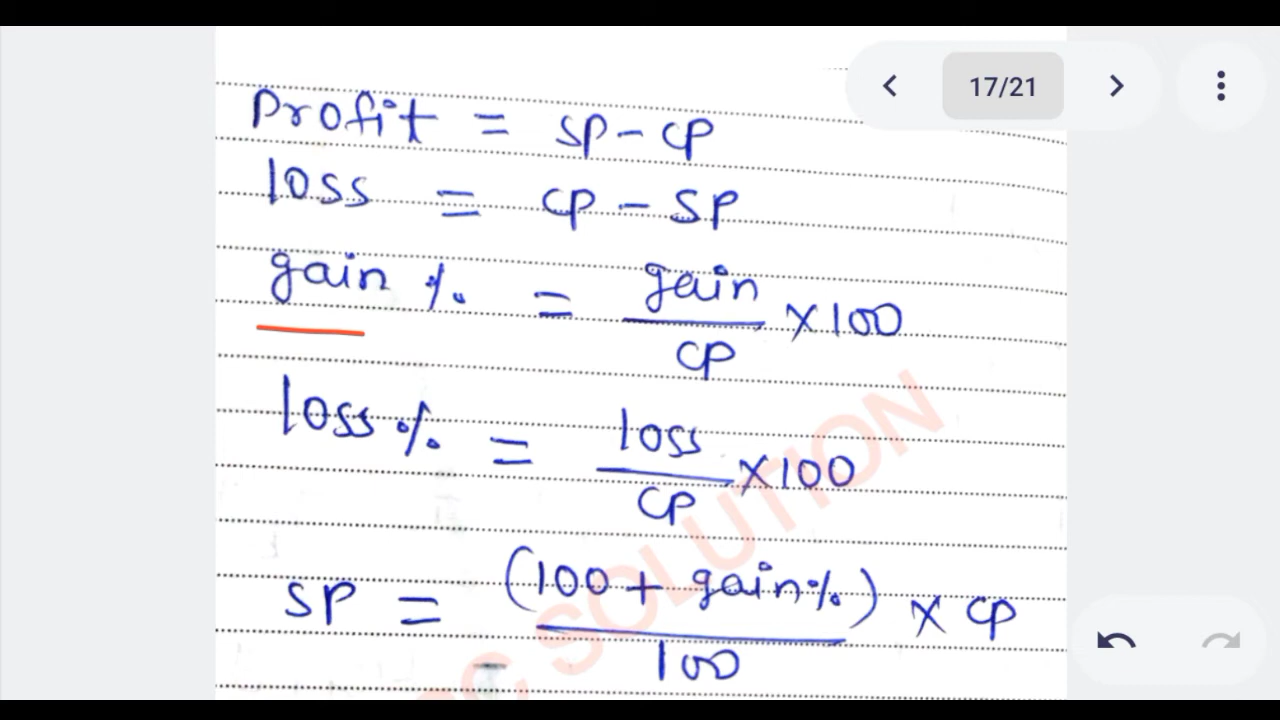 17/21
Profit = SP - CP
loss = CP - SP
gain % = gain/CP × 100
loss % = loss/CP × 100
SP = (100 + gain%)/100 × CP
SOLUTION